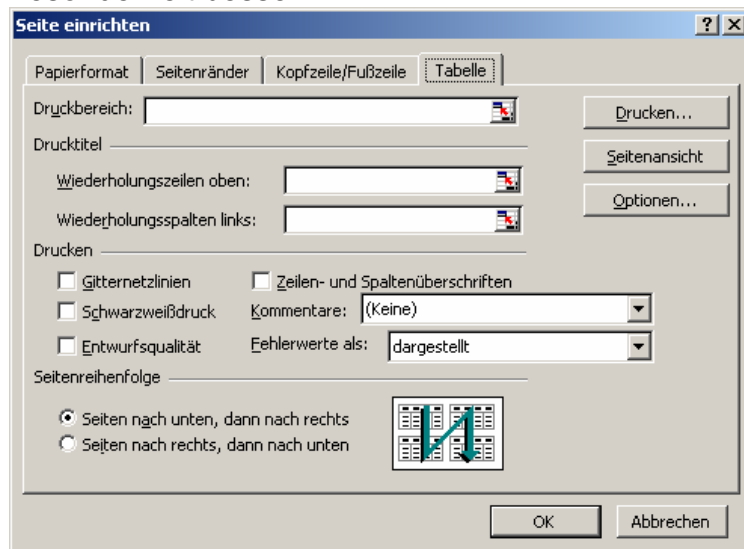 Seite einrichten
Papierformat Seitenränder Kopfzeile/Fußzeile Tabelle
Druckbereich: Drucken...
Drucktitel
Seitenansicht
Wiederholungszeilen oben:
Optionen...
Wiederholungsspalten links:
Drucken
Gitternetzlinien Zeilen- und Spaltenüberschriften
Schwarzweißdruck Kommentare: (Keine)
Entwurfsqualität Fehlerwerte als: dargestellt
Seitenreihenfolge
Seiten nach unten, dann nach rechts
Seiten nach rechts, dann nach unten
OK Abbrechen